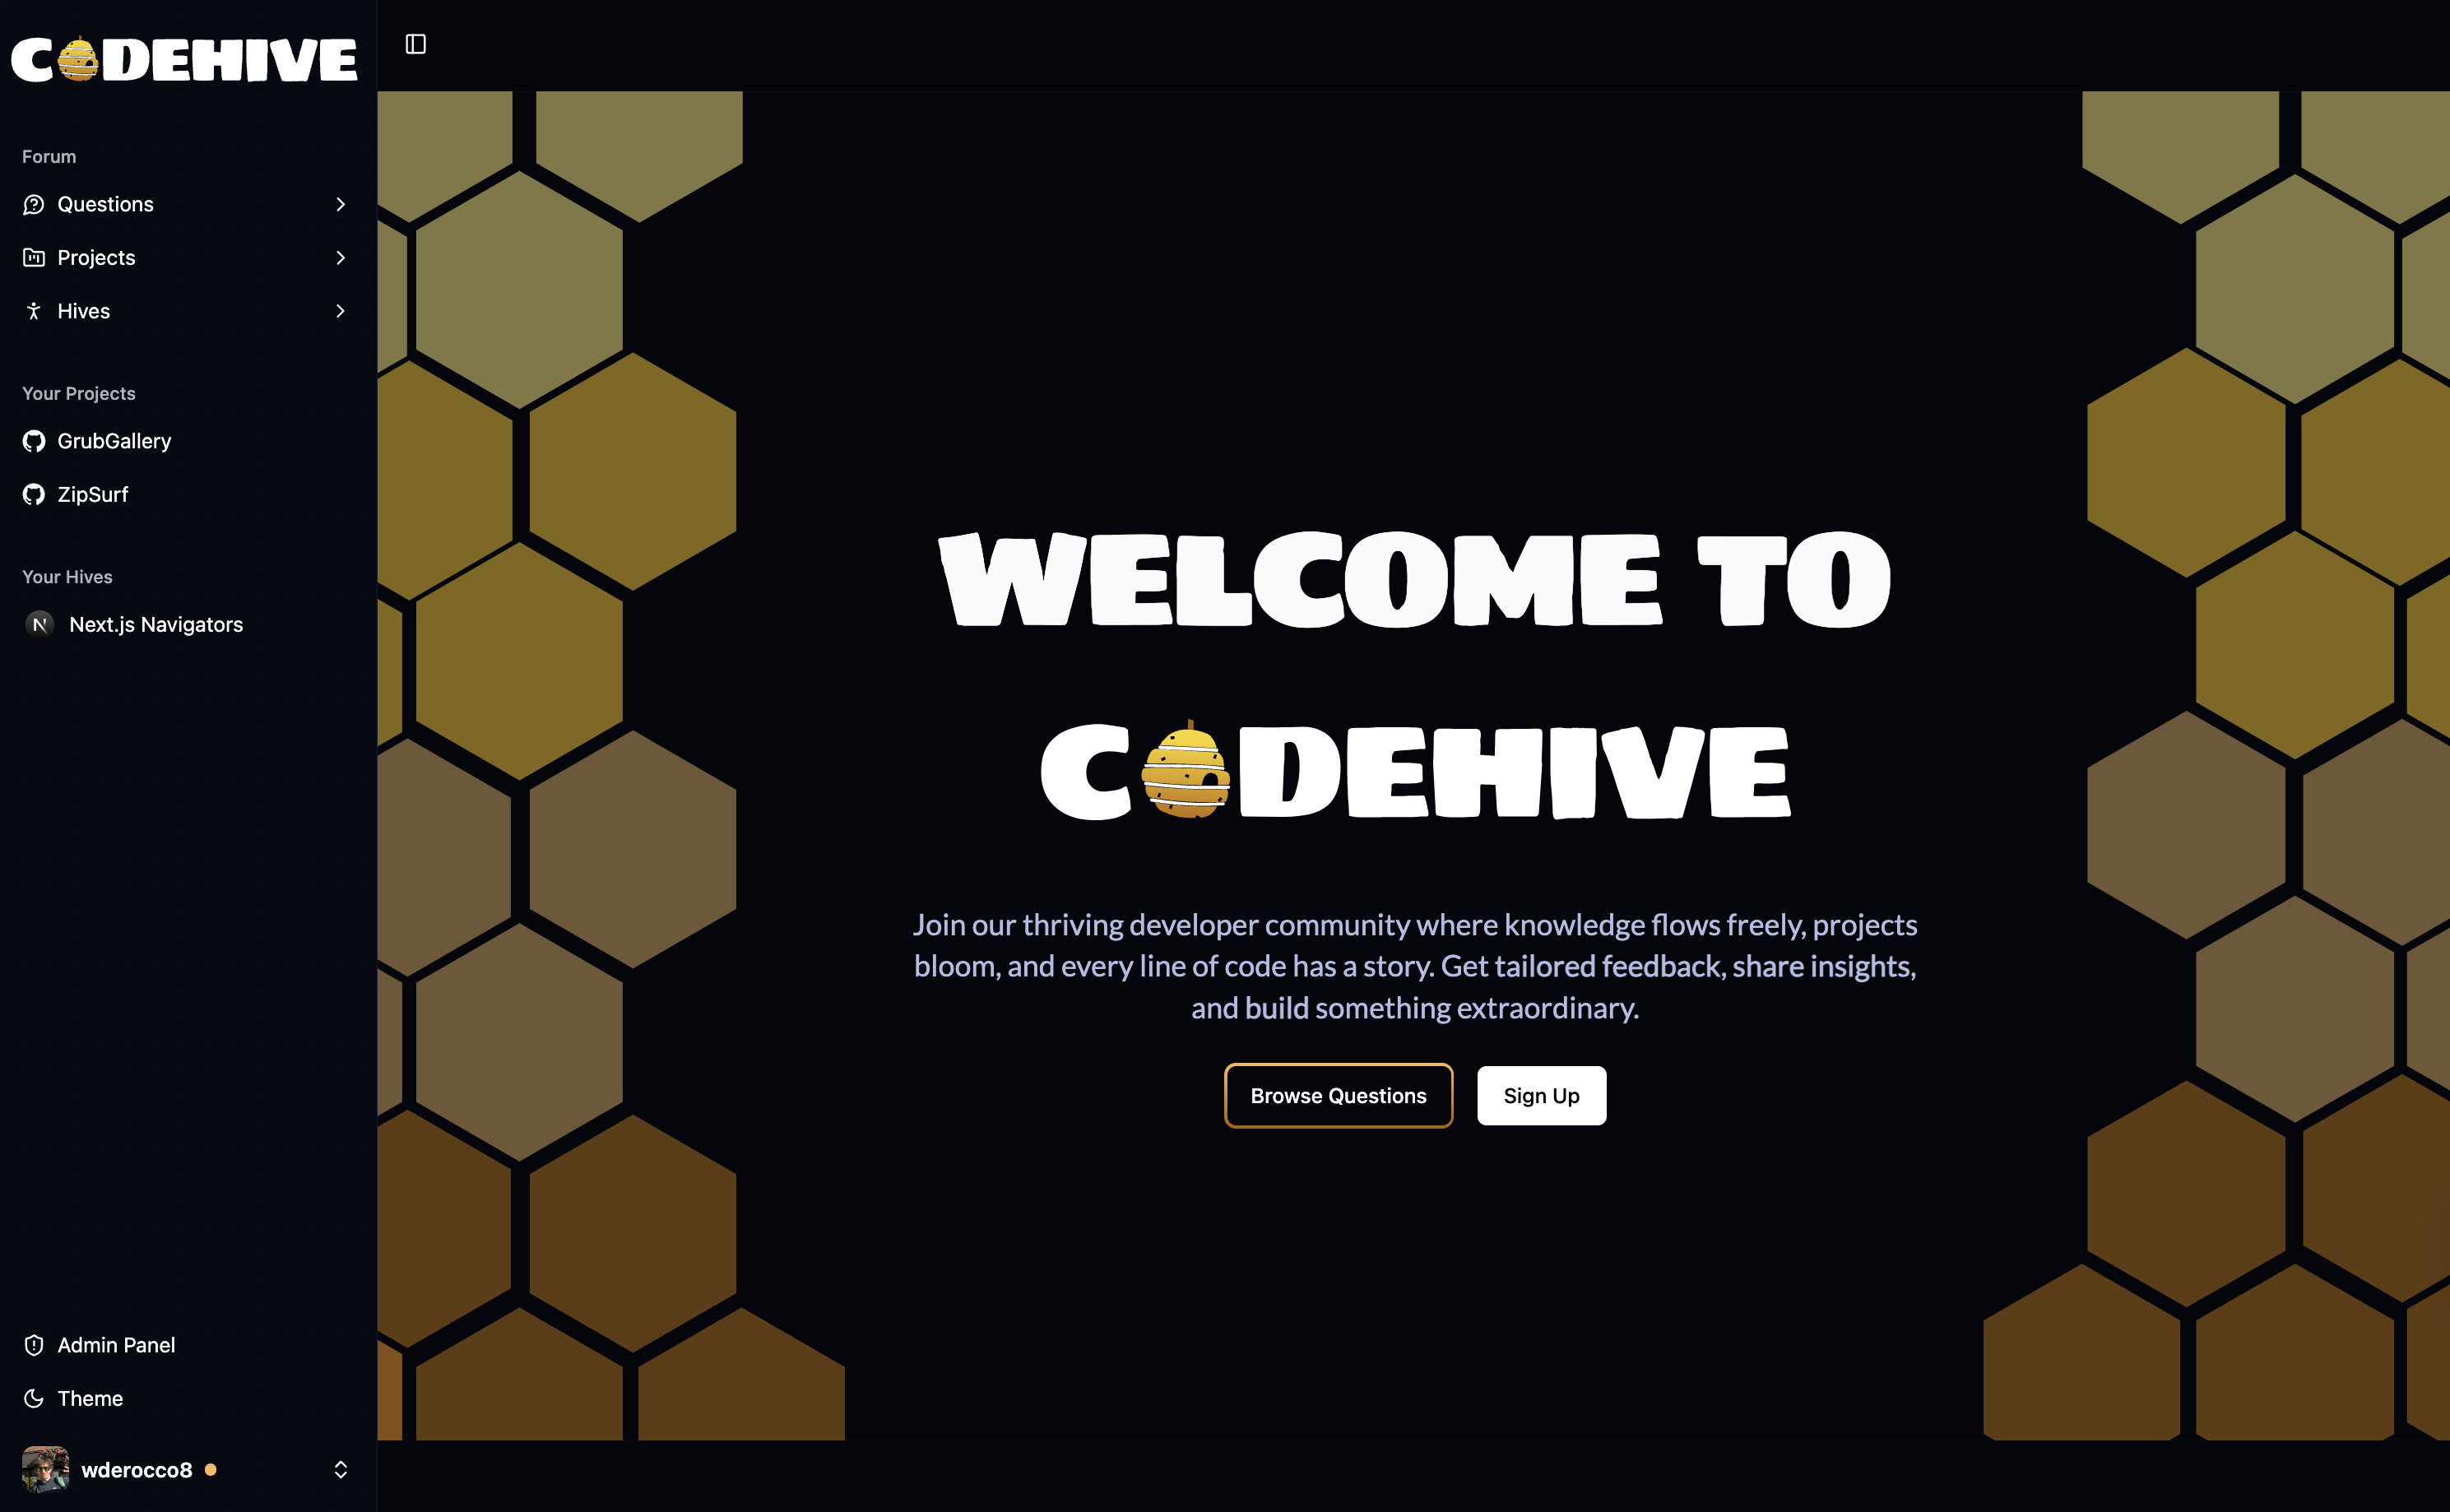 CODEHIVE
Forum
Questions
Projects
Hives
Your Projects
GrubGallery
ZipSurf
Your Hives
N Next.js Navigators
Admin Panel
Theme
wderocco8
WELCOME TO
CODEHIVE
Join our thriving developer community where knowledge flows freely, projects
bloom, and every line of code has a story. Get tailored feedback, share insights,
and build something extraordinary.
Browse Questions
Sign Up